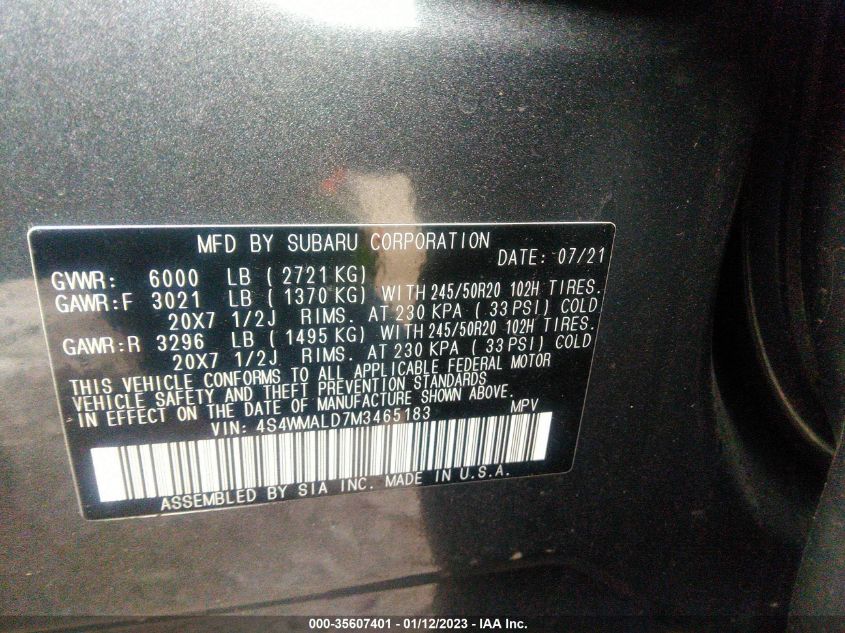 MFD BY SUBARU CORPORATION
DATE: 07/21
GVWR: 6000 LB ( 2721 KG)
GAWR:F 3021 LB ( 1370 KG) WITH 245/50R20 102H TIRES.
20X7 1/2J RIMS. AT 230 KPA ( 33 PSI) COLD
GAWR:R 3296 LB ( 1495 KG) WITH 245/50R20 102H TIRES.
20X7 1/2J RIMS. AT 230 KPA ( 33 PSI) COLD
THIS VEHICLE CONFORMS TO ALL APPLICABLE FEDERAL MOTOR
VEHICLE SAFETY AND THEFT PREVENTION STANDARDS
IN EFFECT ON THE DATE OF MANUFACTURE SHOWN ABOVE.
VIN: 4S4WMALD7M3465183 MPV
ASSEMBLED BY SIA INC. MADE IN U.S.A.
000-35607401 - 01/12/2023 - IAA Inc.